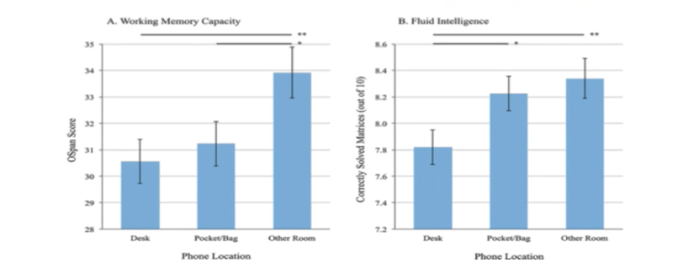 A. Working Memory Capacity
**
*
35
34
33
32
31
30
29
28
OSpan Score
Desk Pocket/Bag Other Room
Phone Location
B. Fluid Intelligence
**
*
8.6
8.4
8.2
8.0
7.8
7.6
7.4
7.2
Correctly Solved Matrices (out of 10)
Desk Pocket/Bag Other Room
Phone Location